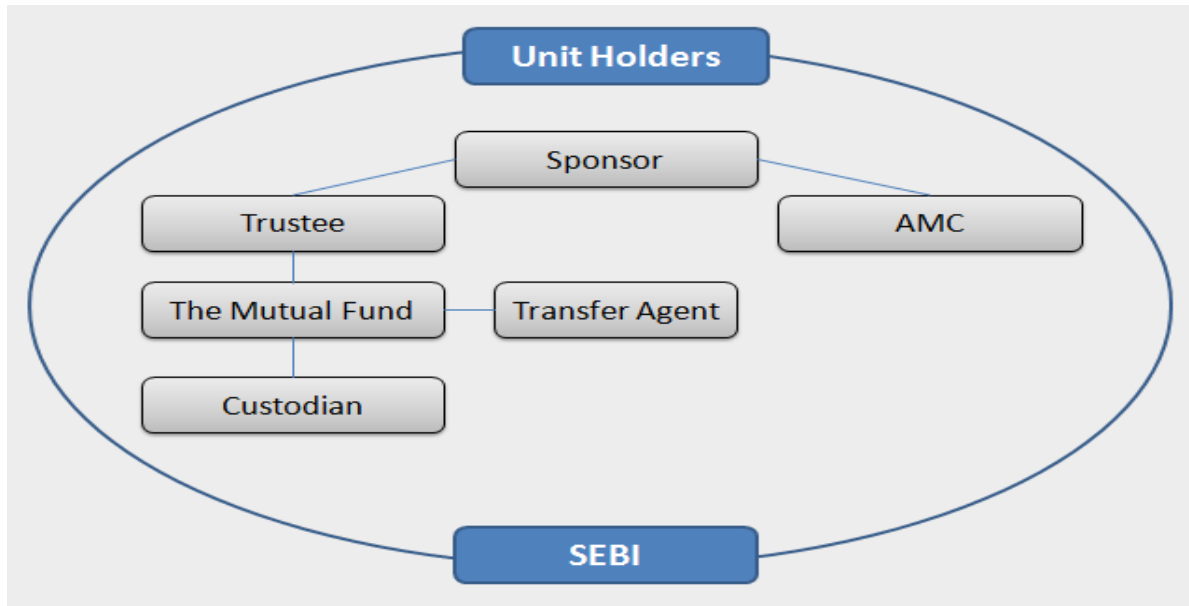 Unit Holders
Sponsor
Trustee
AMC
The Mutual Fund
Transfer Agent
Custodian
SEBI